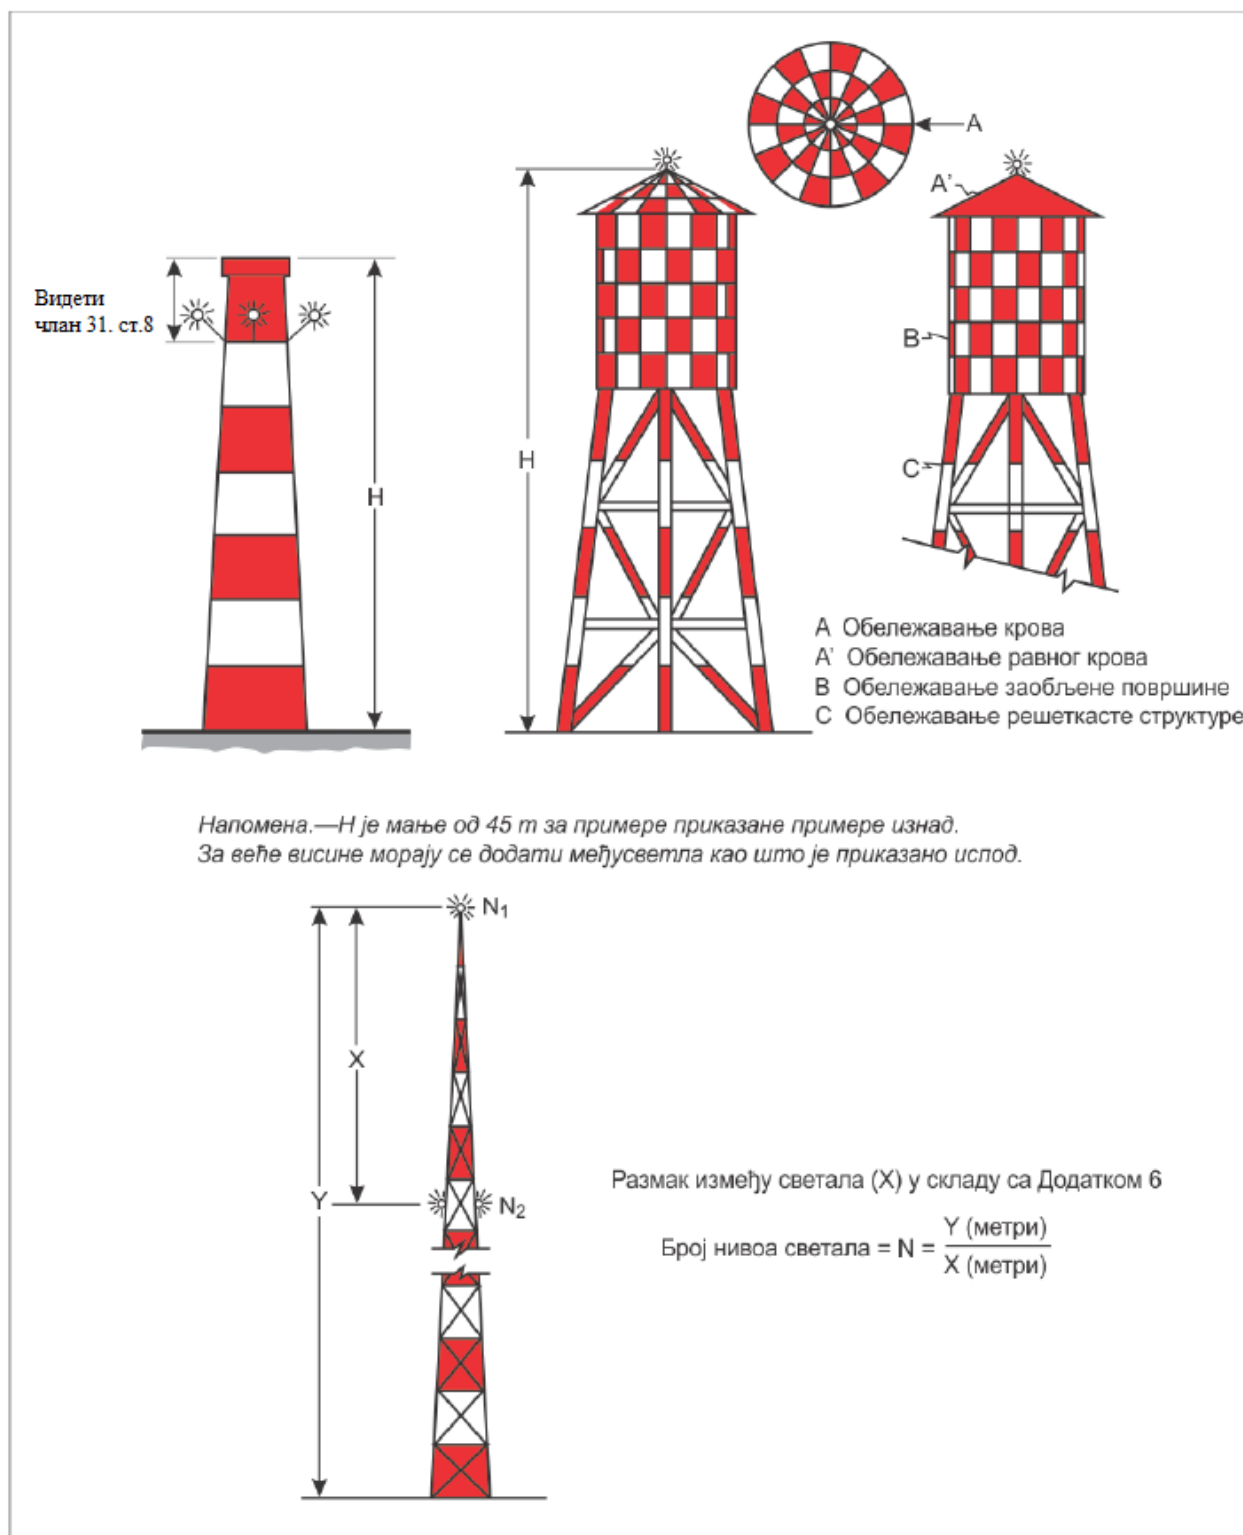 A
A'
Видети
члан 31. ст.8
B
H
H
C
A Обележавање крова
A' Обележавање равног крова
B Обележавање заобљене површине
C Обележавање решеткасте структуре
Напомена.—H је мање од 45 m за примере приказане примере изнад.
За веће висине морају се додати међусветла као што је приказано испод.
N1
X
Y
N2
Размак између светала (X) у складу са Додатком 6
Број нивоа светала = N = Y (метри)
X (метри)